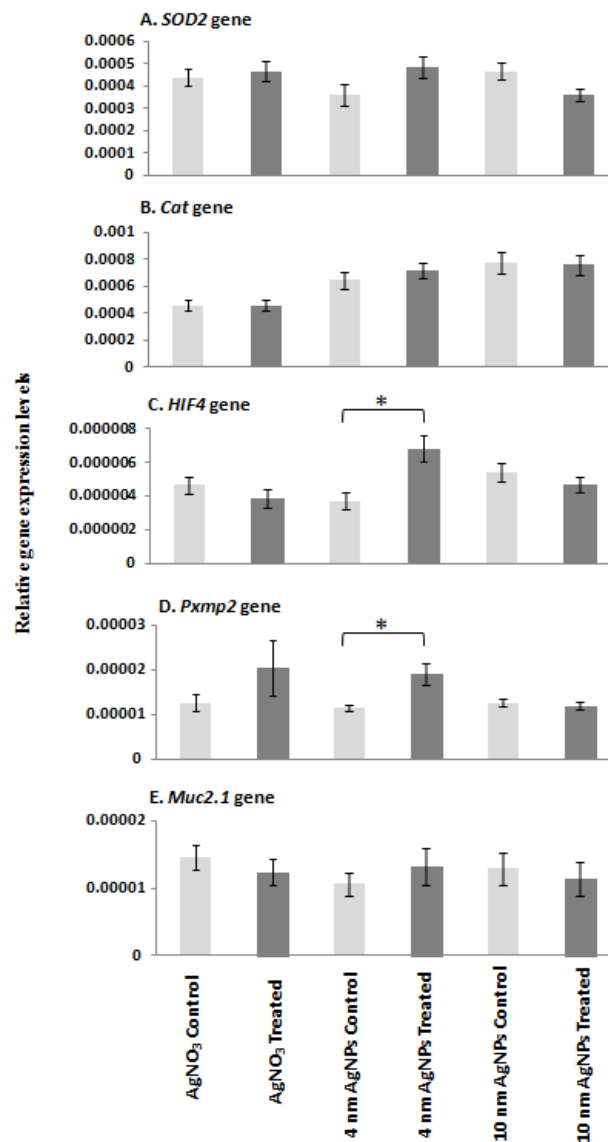 A. SOD2 gene
0.0006
0.0005
0.0004
0.0003
0.0002
0.0001
0
B. Cat gene
0.001
0.0008
0.0006
0.0004
0.0002
0
Relative gene expression levels
C. HIF4 gene
*
0.000008
0.000006
0.000004
0.000002
0
D. Pxmp2 gene
*
0.00003
0.00002
0.00001
0
E. Muc2.1 gene
0.00002
0.00001
0
AgNO₃ Control
AgNO₃ Treated
4 nm AgNPs Control
4 nm AgNPs Treated
10 nm AgNPs Control
10 nm AgNPs Treated